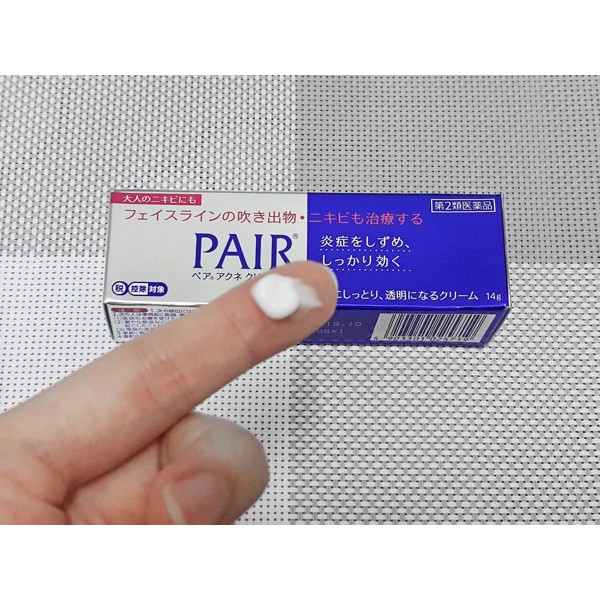 大人のニキビにも
フェイスラインの吹き出物・ニキビも治療する
第2類医薬品
PAIR®
炎症をしずめ、
しっかり効く
ペア®アクネクリ
税 控除 対象
にしっとり、透明になるクリーム 14g